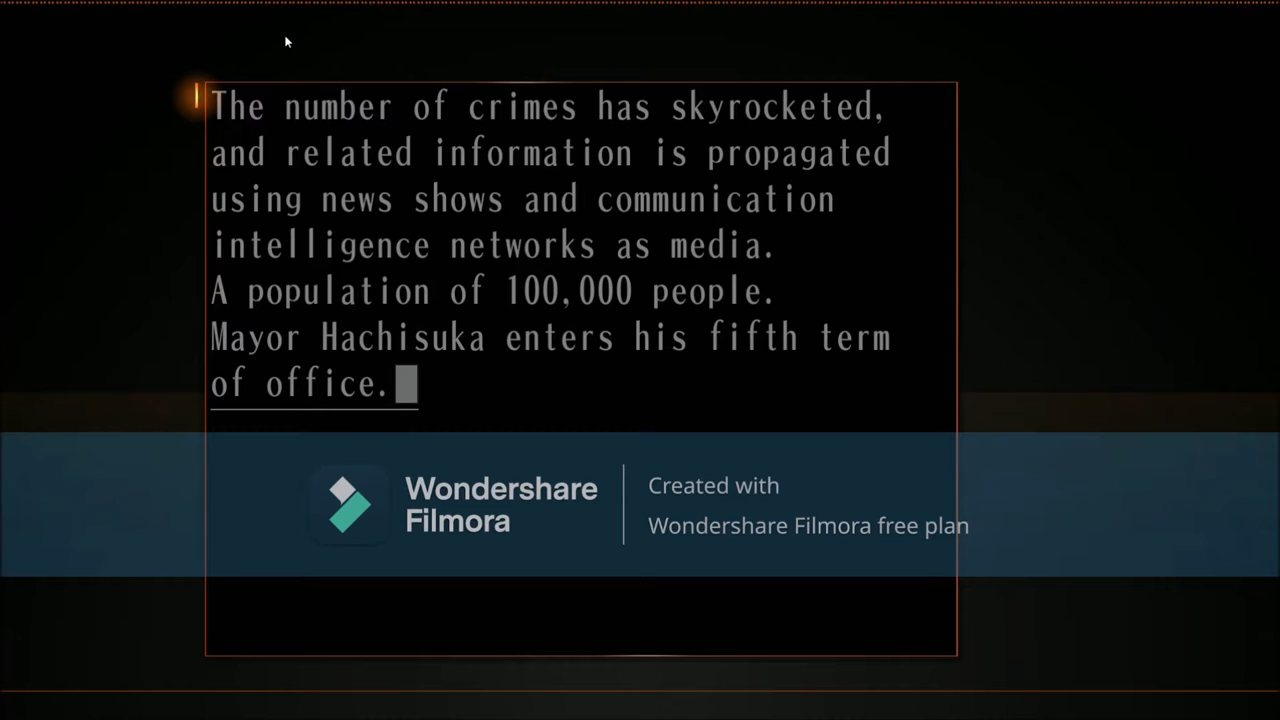 The number of crimes has skyrocketed,
and related information is propagated
using news shows and communication
intelligence networks as media.
A population of 100,000 people.
Mayor Hachisuka enters his fifth term
of office.
Wondershare
Filmora
Created with
Wondershare Filmora free plan